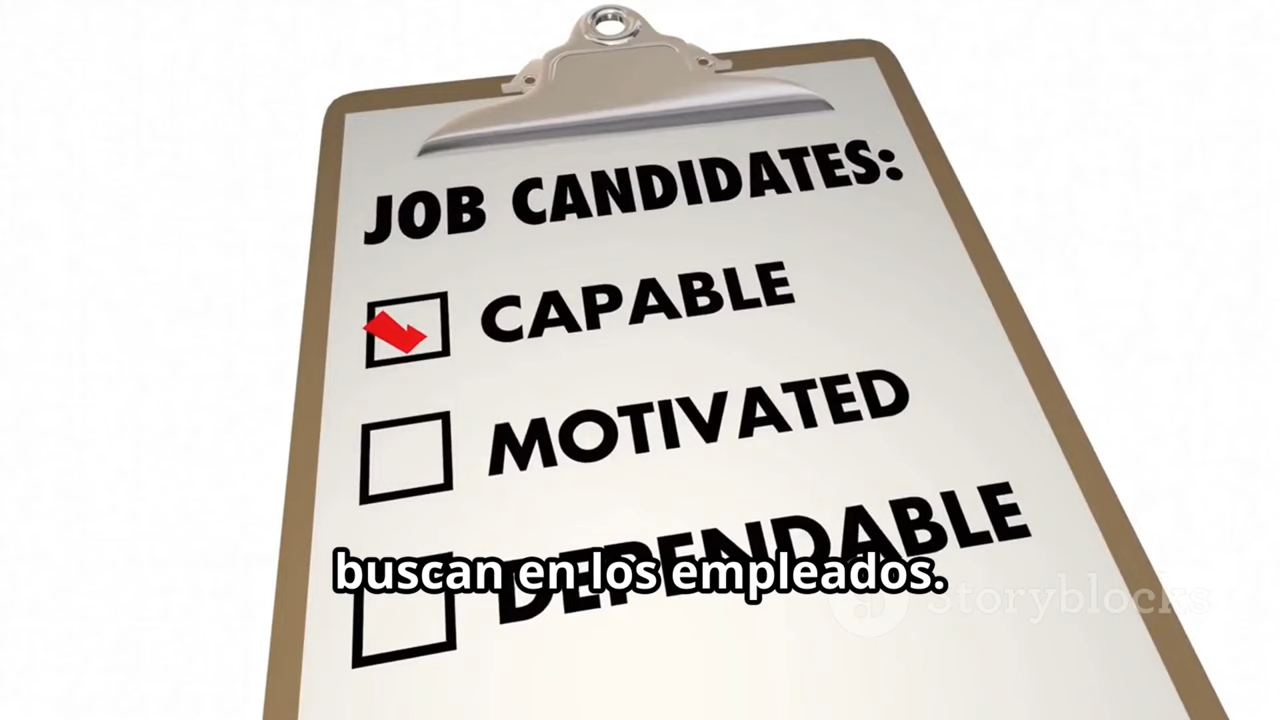 JOB CANDIDATES:
CAPABLE
MOTIVATED
DEPENDABLE
buscan en los empleados.
storyblocks